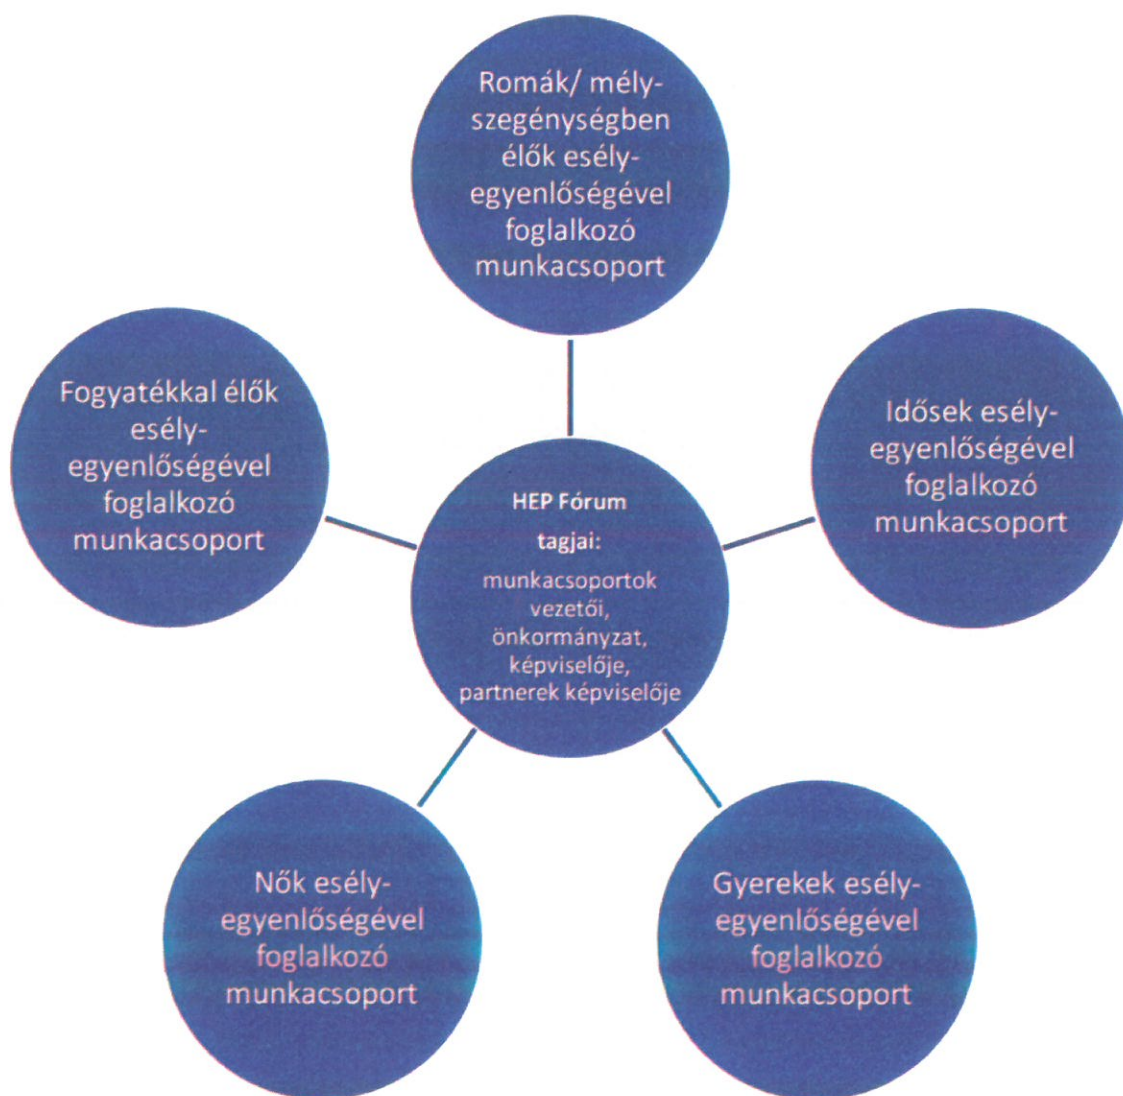 Romák/ mély-
szegénységben
élők esély-
egyenlőségével
foglalkozó
munkacsoport
Fogyatékkal élők
esély-
egyenlőségével
foglalkozó
munkacsoport
Idősek esély-
egyenlőségével
foglalkozó
munkacsoport
HEP Fórum
tagjai:
munkacsoportok
vezetői,
önkormányzat,
képviselője,
partnerek képviselője
Nők esély-
egyenlőségével
foglalkozó
munkacsoport
Gyerekek esély-
egyenlőségével
foglalkozó
munkacsoport